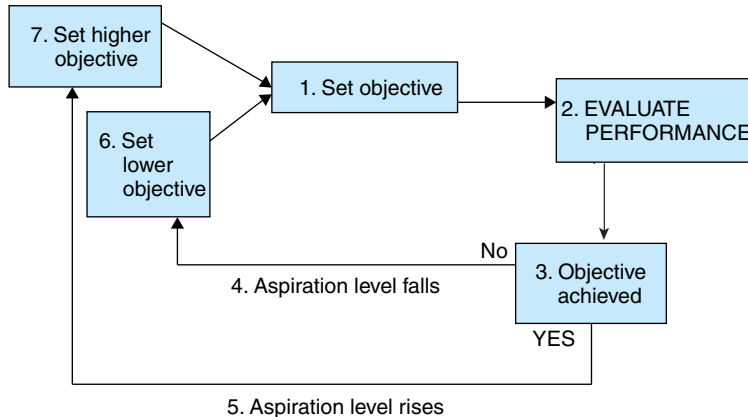 7. Set higher
objective
1. Set objective
2. EVALUATE
PERFORMANCE
6. Set
lower
objective
No
3. Objective
achieved
4. Aspiration level falls
YES
5. Aspiration level rises